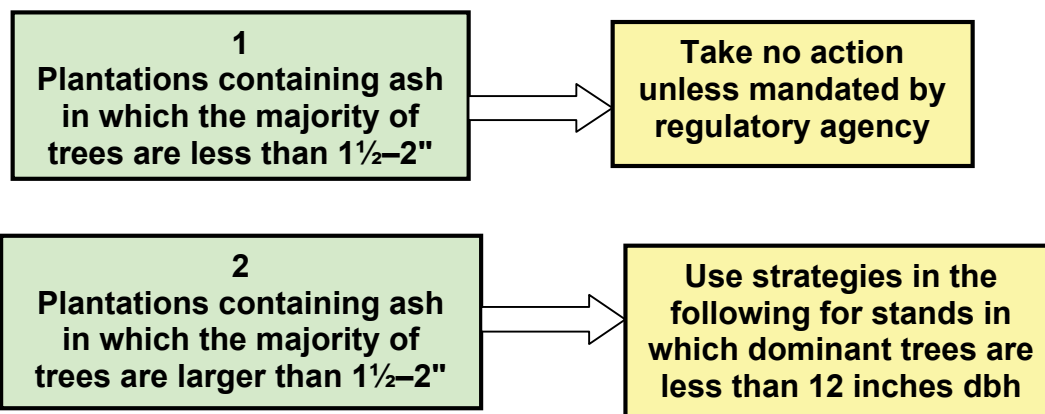 1
Plantations containing ash
in which the majority of
trees are less than 1½–2"
Take no action
unless mandated by
regulatory agency
2
Plantations containing ash
in which the majority of
trees are larger than 1½–2"
Use strategies in the
following for stands in
which dominant trees are
less than 12 inches dbh